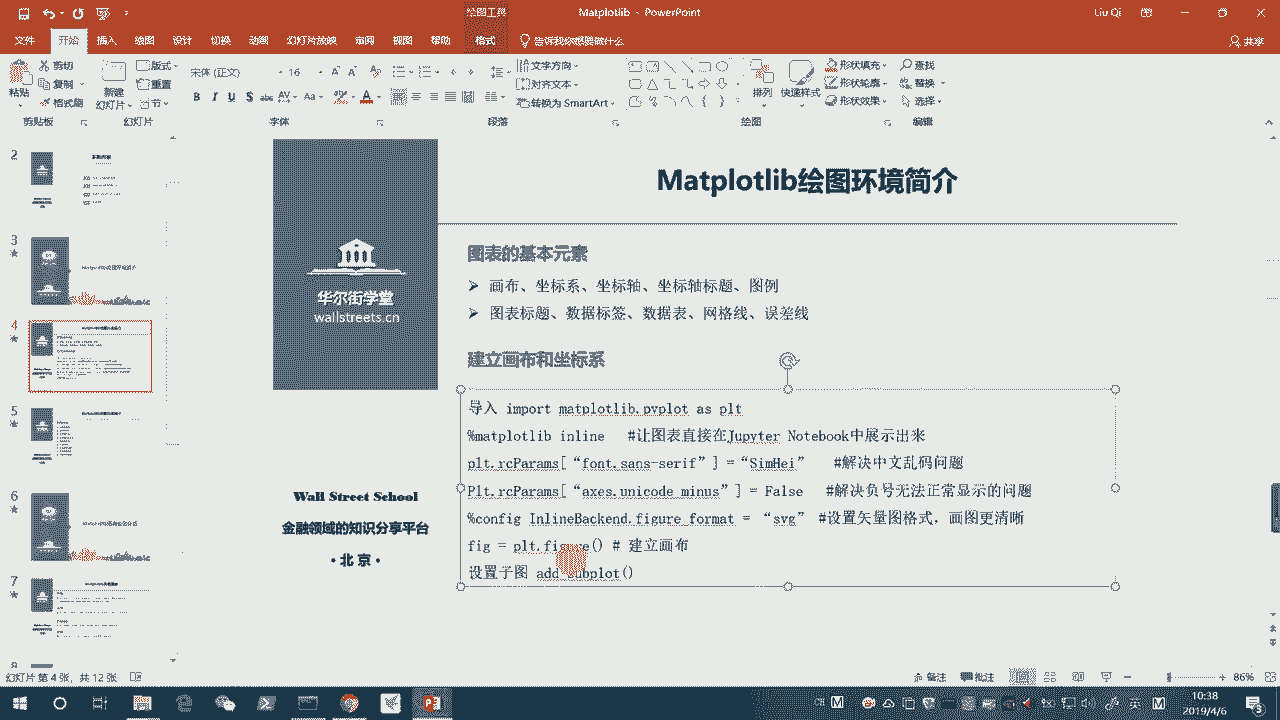 绘图工具
Matplotlib - PowerPoint
Liu Qi
文件 开始 插入 绘图 设计 切换 动画 幻灯片放映 审阅 视图 帮助 格式 告诉我你想要做什么 共享
粘贴 剪切 复制 格式刷
新建 幻灯片 版式 重置 节
宋体 (正文) 16
B I U S abc AV Aa A
文字方向 对齐文本 转换为 SmartArt
排列 快速样式 形状填充 形状轮廓 形状效果
查找 替换 选择
剪贴板 幻灯片 字体 段落 绘图 编辑
2
3
4
5
6
7
8
Matplotlib绘图环境简介
华尔街学堂
wallstreets.cn
Wall Street School
金融领域的知识分享平台
• 北 京 •
图表的基本元素
➢ 画布、坐标系、坐标轴、坐标轴标题、图例
➢ 图表标题、数据标签、数据表、网格线、误差线
建立画布和坐标系
导入 import matplotlib.pyplot as plt
%matplotlib inline #让图表直接在Jupyter Notebook中展示出来
plt.rcParams[“font.sans-serif”] =“SimHei” #解决中文乱码问题
Plt.rcParams[“axes.unicode_minus”] = False #解决负号无法正常显示的问题
%config InlineBackend.figure_format = “svg” #设置矢量图格式，画图更清晰
fig = plt.figure() # 建立画布
设置子图 add_subplot()
幻灯片 第 4 张，共 12 张
备注 批注
86%
10:38
2019/4/6